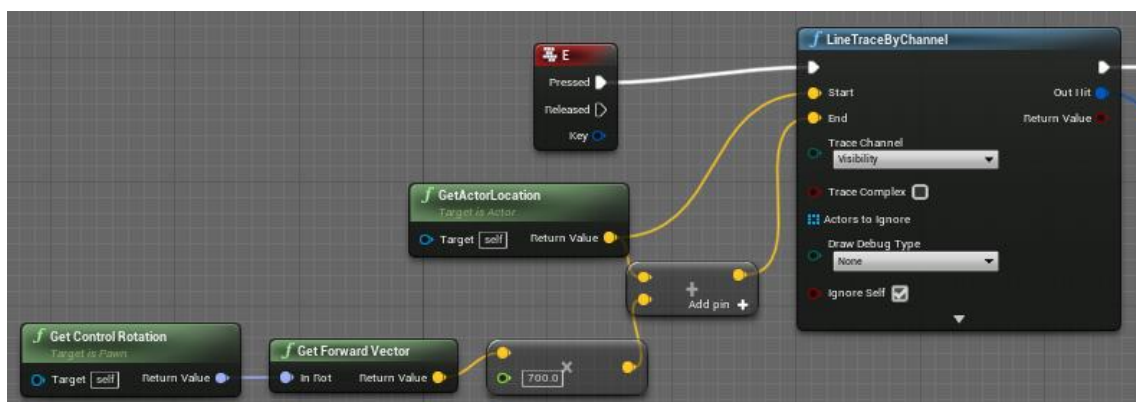 E
Pressed
Released
Key
LineTraceByChannel
Start
Out Hit
End
Return Value
Trace Channel
Visibility
Trace Complex
Actors to Ignore
Draw Debug Type
None
Ignore Self
GetActorLocation
Target is Actor
Target self
Return Value
+
Add pin +
Get Control Rotation
Target is Pawn
Target self
Return Value
Get Forward Vector
In Rot
Return Value
700.0
×